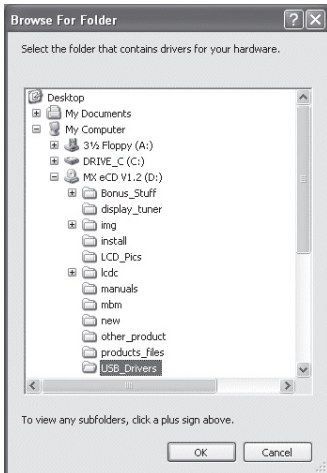 Browse For Folder
Select the folder that contains drivers for your hardware.
Desktop
My Documents
My Computer
3½ Floppy (A:)
DRIVE_C (C:)
MX eCD V1.2 (D:)
Bonus_Stuff
display_tuner
img
install
LCD_Pics
lcdc
manuals
mbm
new
other_product
products_files
USB_Drivers
To view any subfolders, click a plus sign above.
OK Cancel